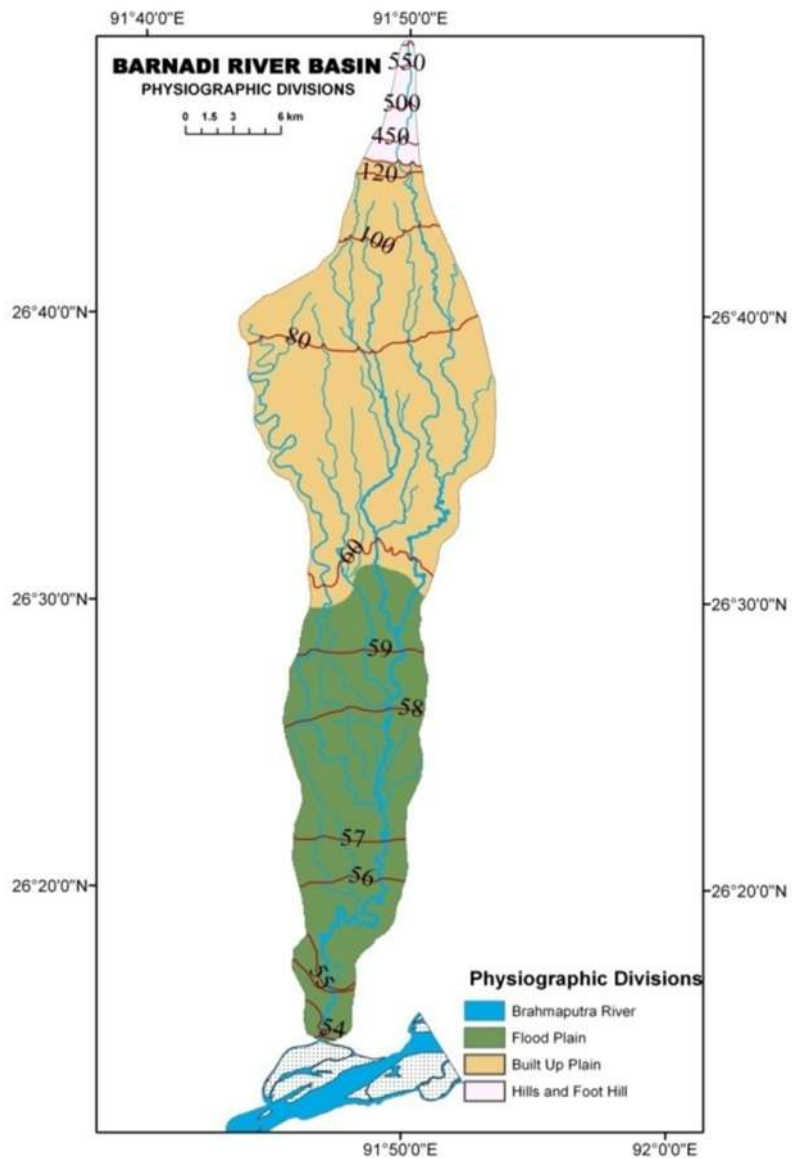 91°40'0"E
91°50'0"E
BARNADI RIVER BASIN
PHYSIOGRAPHIC DIVISIONS
0 1.5 3 6 km
550
500
450
120
100
26°40'0"N
26°40'0"N
80
60
26°30'0"N
26°30'0"N
59
58
57
56
26°20'0"N
26°20'0"N
55
54
Physiographic Divisions
Brahmaputra River
Flood Plain
Built Up Plain
Hills and Foot Hill
91°50'0"E
92°0'0"E